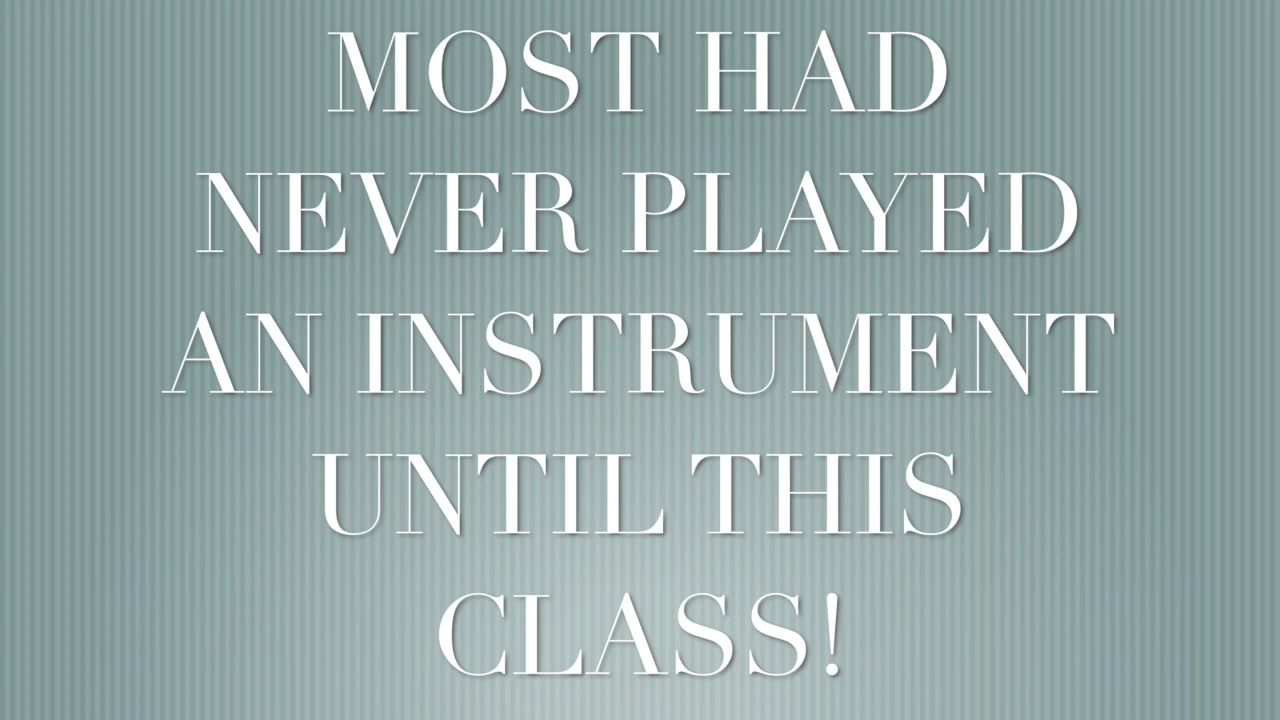 MOST HAD
NEVER PLAYED
AN INSTRUMENT
UNTIL THIS
CLASS!